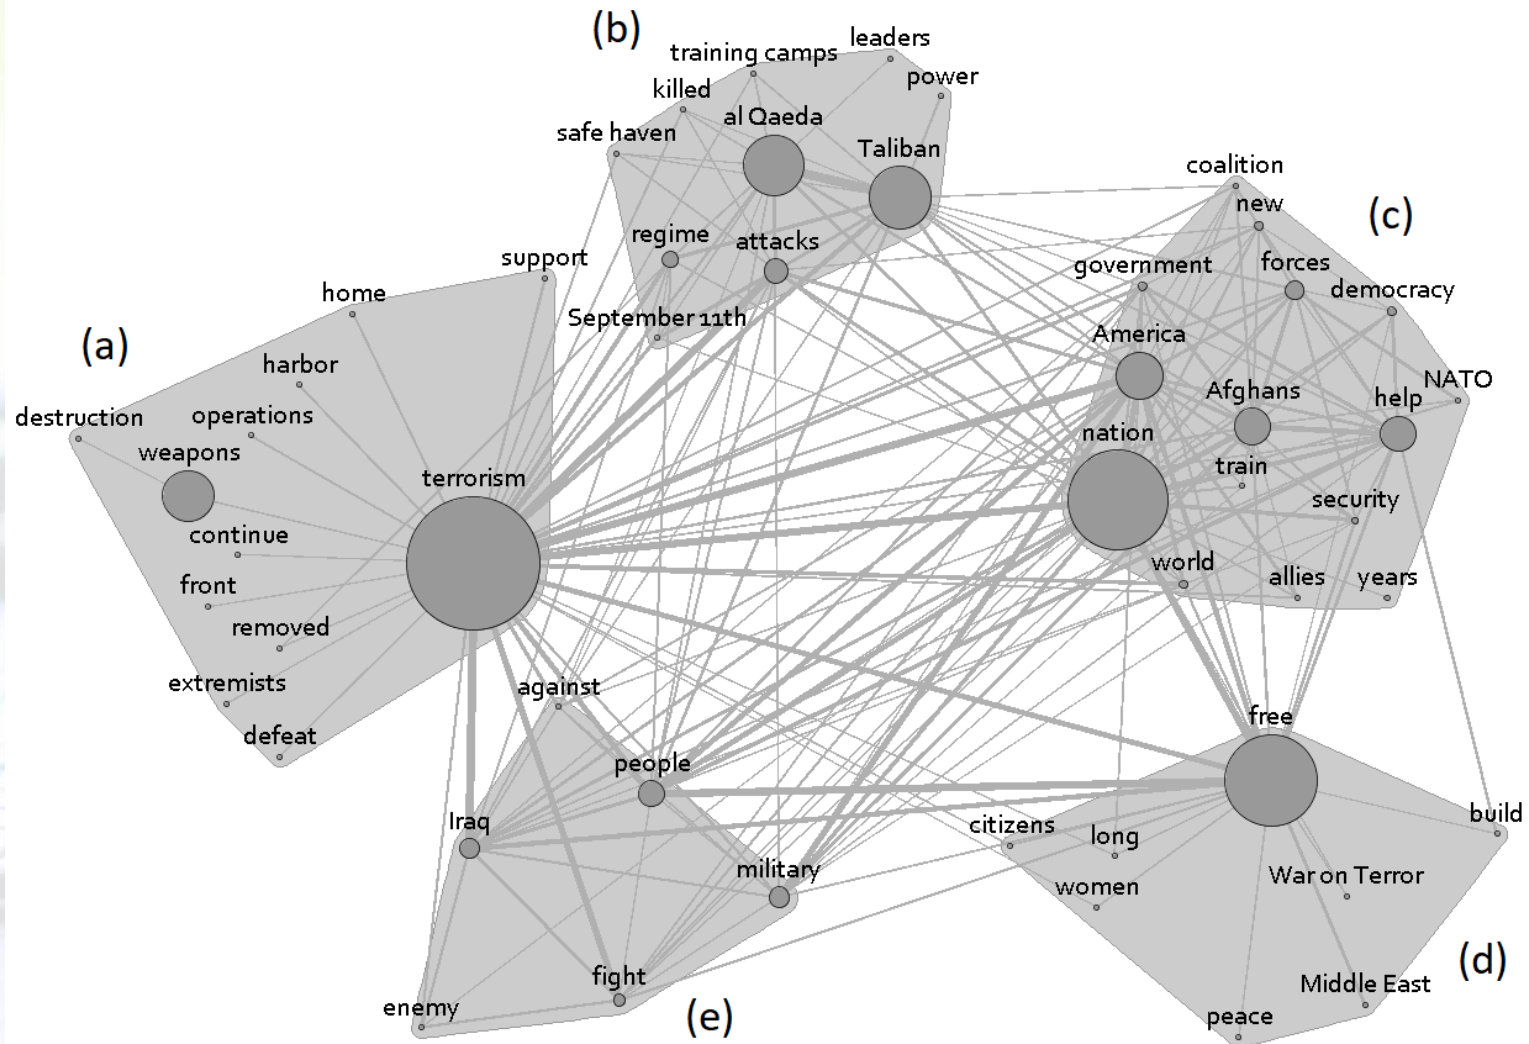 (a)
support
home
harbor
destruction
operations
weapons
terrorism
continue
front
removed
extremists
defeat
(b)
leaders
training camps
power
killed
al Qaeda
safe haven
Taliban
regime
attacks
September 11th
(c)
coalition
new
government
forces
democracy
America
NATO
Afghans
help
nation
train
security
world
allies
years
(d)
free
build
citizens
long
War on Terror
women
Middle East
peace
(e)
against
people
Iraq
military
fight
enemy